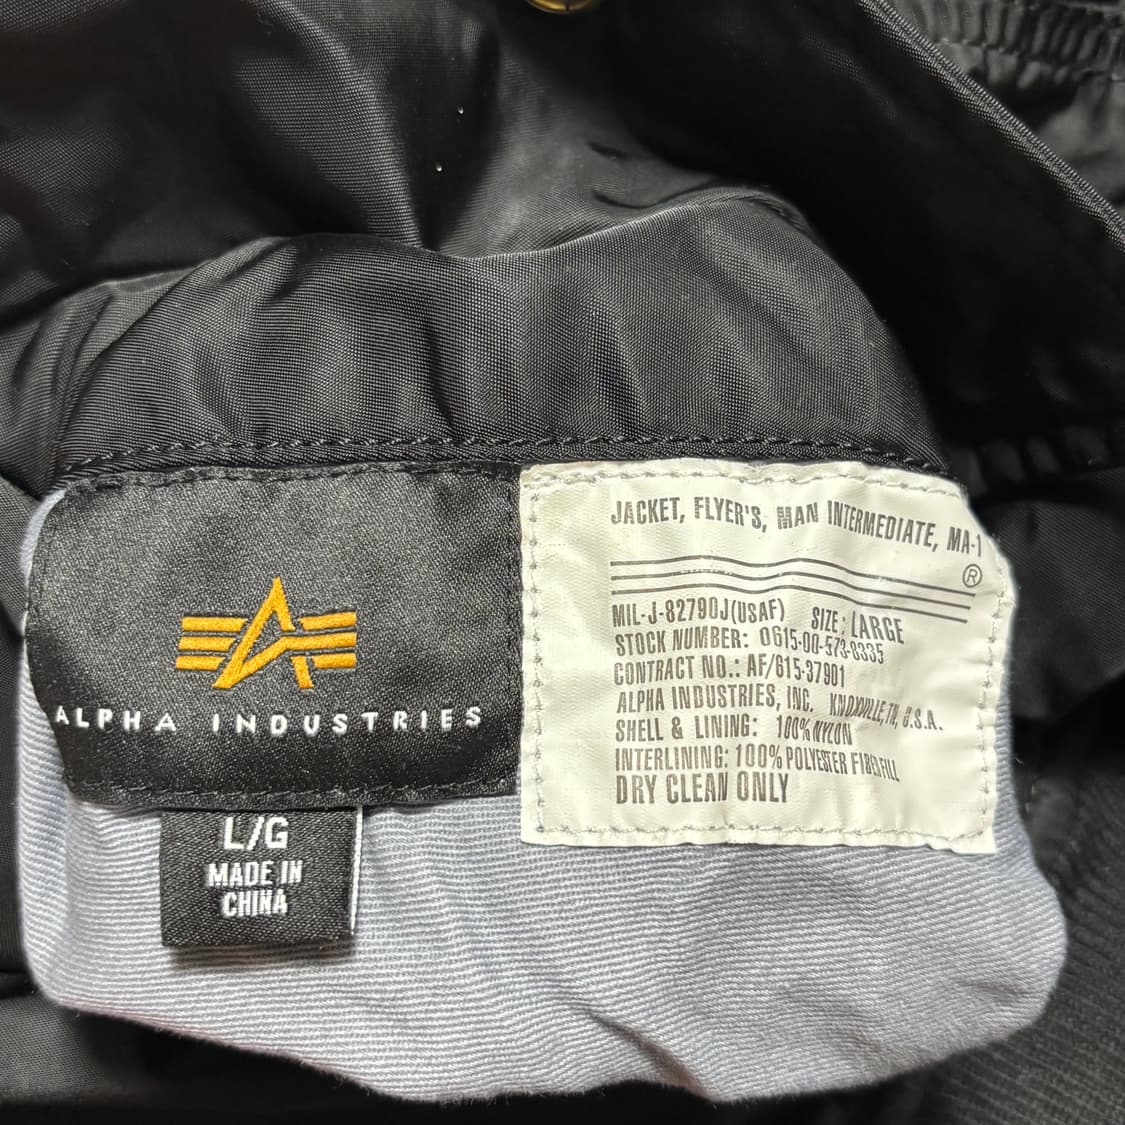 ALPHA INDUSTRIES
L/G
MADE IN
CHINA
JACKET, FLYER'S, MAN INTERMEDIATE, MA-1
®
MIL-J-82790J(USAF) SIZE: LARGE
STOCK NUMBER: 0615-00-573-8335
CONTRACT NO.: AF/615-37901
ALPHA INDUSTRIES, INC. KNOXVILLE, TN, U.S.A.
SHELL & LINING: 100% NYLON
INTERLINING: 100% POLYESTER FIBERFILL
DRY CLEAN ONLY